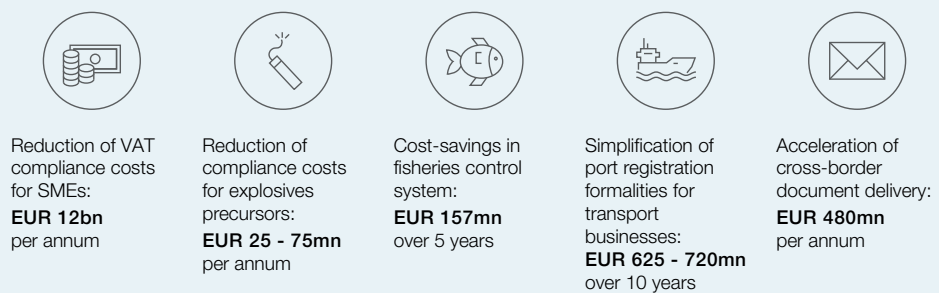 Reduction of VAT
compliance costs
for SMEs:
EUR 12bn
per annum
Reduction of
compliance costs
for explosives
precursors:
EUR 25 - 75mn
per annum
Cost-savings in
fisheries control
system:
EUR 157mn
over 5 years
Simplification of
port registration
formalities for
transport
businesses:
EUR 625 - 720mn
over 10 years
Acceleration of
cross-border
document delivery:
EUR 480mn
per annum